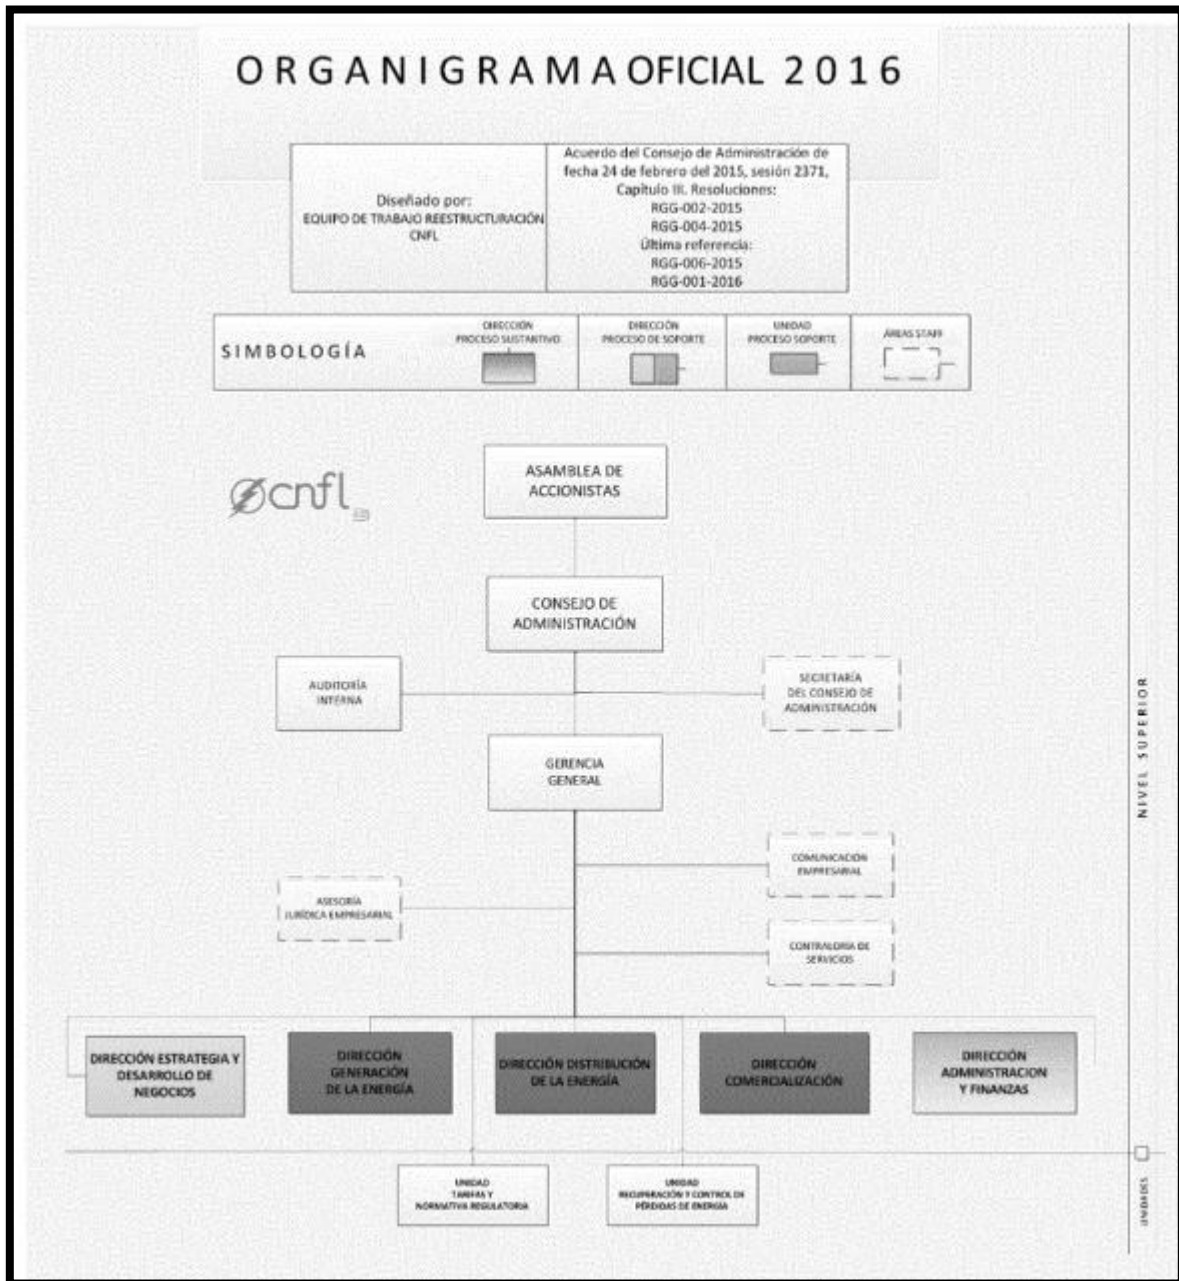 O R G A N I G R A M A OFICIAL 2 0 1 6
Diseñado por:
EQUIPO DE TRABAJO REESTRUCTURACIÓN
CNFL
Acuerdo del Consejo de Administración de
fecha 24 de febrero del 2015, sesión 2371,
Capítulo III. Resoluciones:
RGG-002-2015
RGG-004-2015
Última referencia:
RGG-006-2015
RGG-001-2016
SIMBOLOGÍA
DIRECCIÓN
PROCESO SUSTANTIVO
DIRECCIÓN
PROCESO DE SOPORTE
UNIDAD
PROCESO SOPORTE
ÁREAS STAFF
cnfl
ASAMBLEA DE
ACCIONISTAS
CONSEJO DE
ADMINISTRACIÓN
AUDITORÍA
INTERNA
SECRETARÍA
DEL CONSEJO DE
ADMINISTRACIÓN
GERENCIA
GENERAL
NIVEL SUPERIOR
COMUNICACIÓN
EMPRESARIAL
ASESORÍA
JURÍDICA EMPRESARIAL
CONTRALORÍA DE
SERVICIOS
DIRECCIÓN ESTRATEGIA Y
DESARROLLO DE
NEGOCIOS
DIRECCIÓN
GENERACIÓN
DE LA ENERGÍA
DIRECCIÓN DISTRIBUCIÓN
DE LA ENERGÍA
DIRECCIÓN
COMERCIALIZACIÓN
DIRECCIÓN
ADMINISTRACION
Y FINANZAS
UNIDAD
TARIFAS Y
NORMATIVA REGULATORIA
UNIDAD
RECUPERACIÓN Y CONTROL DE
PÉRDIDAS DE ENERGÍA
UNIDADES